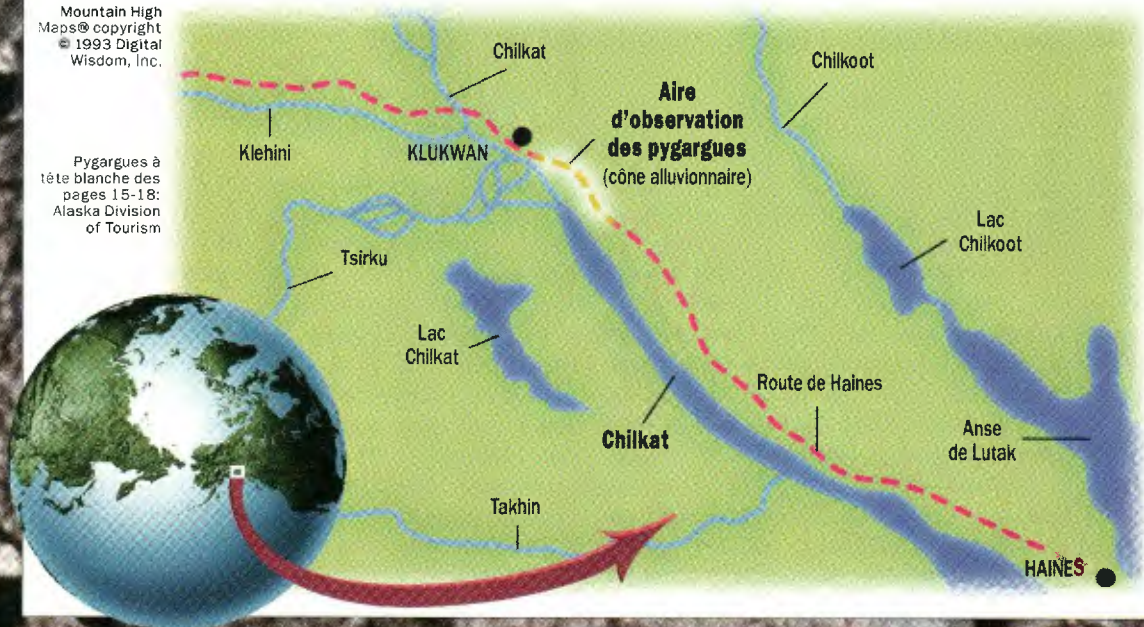 Mountain High
Maps® copyright
© 1993 Digital
Wisdom, Inc.
Pygargues à
tête blanche des
pages 15-18:
Alaska Division
of Tourism
Chilkat
Chilkoot
Aire
d'observation
des pygargues
(cône alluvionnaire)
Klehini
KLUKWAN
Lac
Chilkoot
Tsirku
Lac
Chilkat
Route de Haines
Chilkat
Anse
de Lutak
Takhin
HAINES